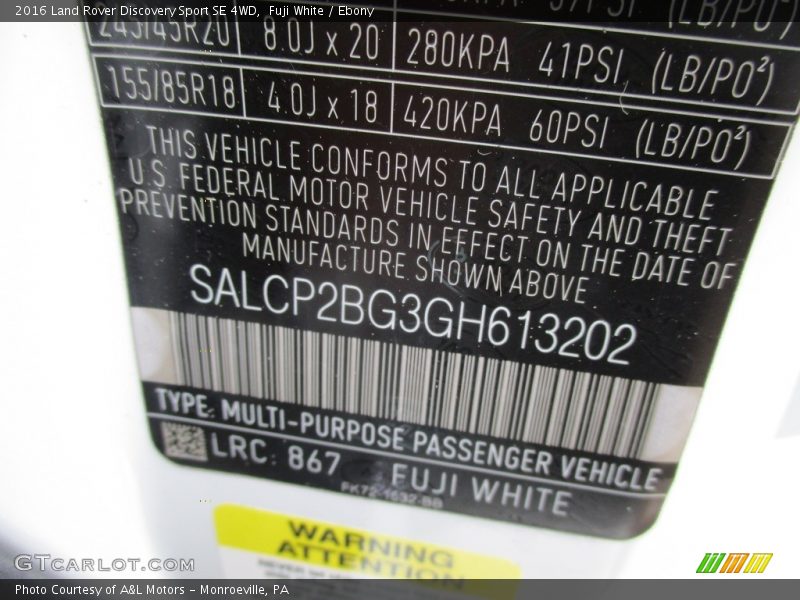 2016 Land Rover Discovery Sport SE 4WD, Fuji White / Ebony
245/45R20 8.0J x 20 280KPA 41PSI (LB/PO²)
155/85R18 4.0J x 18 420KPA 60PSI (LB/PO²)
THIS VEHICLE CONFORMS TO ALL APPLICABLE
U.S. FEDERAL MOTOR VEHICLE SAFETY AND THEFT
PREVENTION STANDARDS IN EFFECT ON THE DATE OF
MANUFACTURE SHOWN ABOVE
SALCP2BG3GH613202
TYPE: MULTI-PURPOSE PASSENGER VEHICLE
LRC: 867 FUJI WHITE
WARNING
ATTENTION
GTcarlot.com
Photo Courtesy of A&L Motors - Monroeville, PA